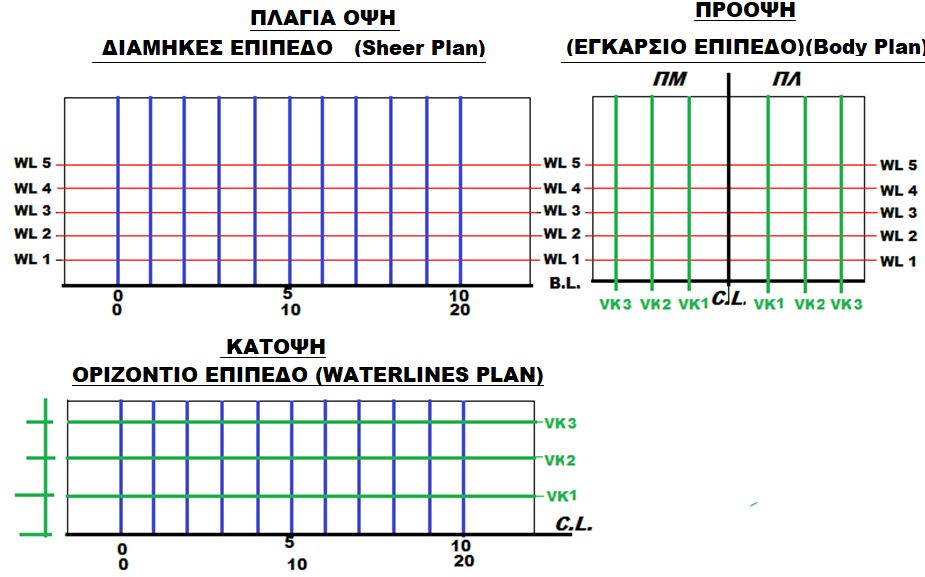 ΠΛΑΓΙΑ ΟΨΗ
ΔΙΑΜΗΚΕΣ ΕΠΙΠΕΔΟ (Sheer Plan)
WL 5
WL 4
WL 3
WL 2
WL 1
0 5 10
0 10 20
ΠΡΟΟΨΗ
(ΕΓΚΑΡΣΙΟ ΕΠΙΠΕΔΟ)(Body Plan)
ΠΜ ΠΛ
WL 5 WL 5
WL 4 WL 4
WL 3 WL 3
WL 2 WL 2
WL 1 WL 1
B.L.
VK3 VK2 VK1 C.L. VK1 VK2 VK3
ΚΑΤΟΨΗ
ΟΡΙΖΟΝΤΙΟ ΕΠΙΠΕΔΟ (WATERLINES PLAN)
VK3
VK2
VK1
C.L.
0 5 10
0 10 20